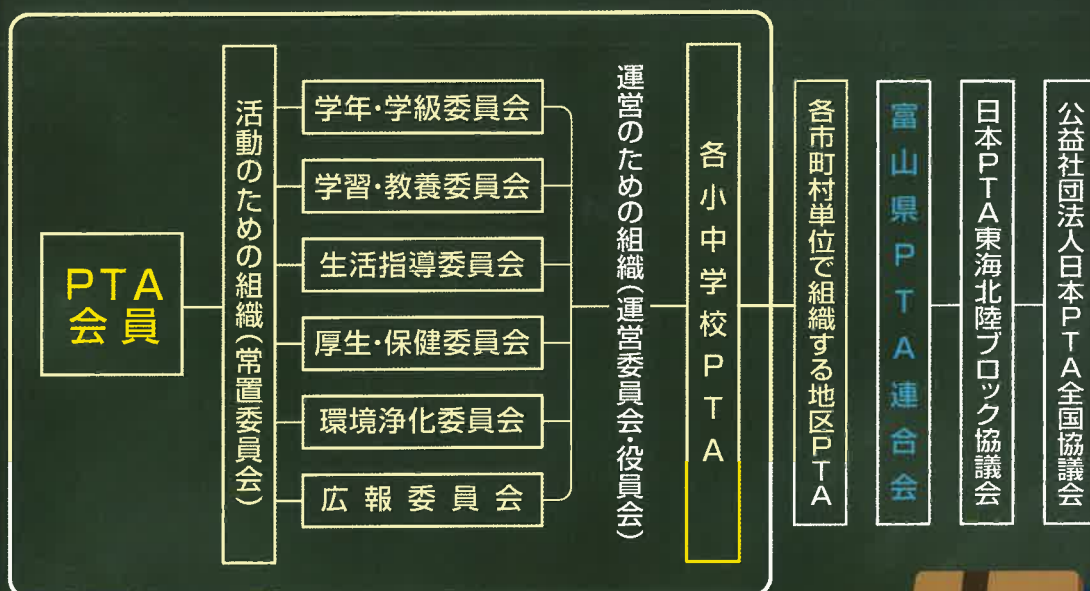 PTA
会員
活動のための組織（常置委員会）
学年・学級委員会
学習・教養委員会
生活指導委員会
厚生・保健委員会
環境浄化委員会
広報委員会
運営のための組織（運営委員会・役員会）
各小中学校PTA
各市町村単位で組織する地区PTA
富山県PTA連合会
日本PTA東海北陸ブロック協議会
公益社団法人日本PTA全国協議会